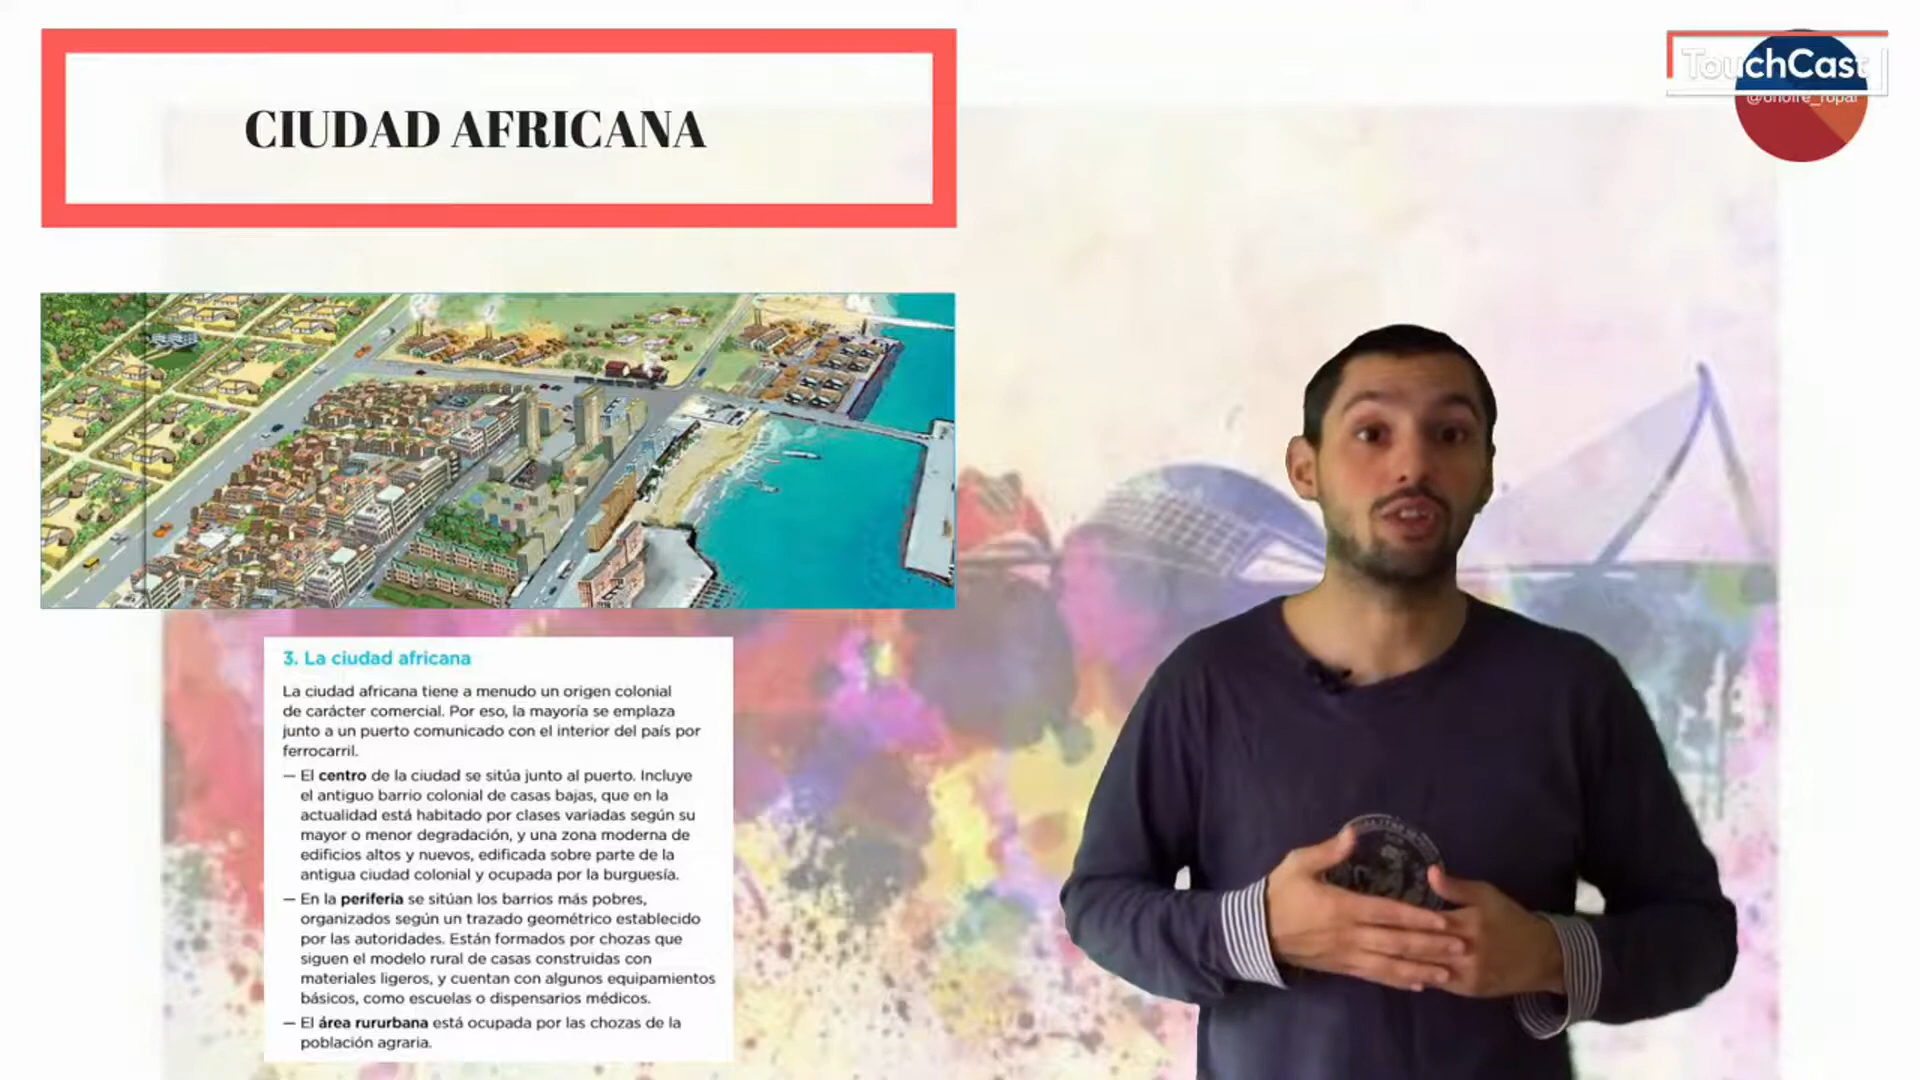 CIUDAD AFRICANA
TouchCast
3. La ciudad africana
La ciudad africana tiene a menudo un origen colonial
de carácter comercial. Por eso, la mayoría se emplaza
junto a un puerto comunicado con el interior del país por
ferrocarril.
— El centro de la ciudad se sitúa junto al puerto. Incluye
el antiguo barrio colonial de casas bajas, que en la
actualidad está habitado por clases variadas según su
mayor o menor degradación, y una zona moderna de
edificios altos y nuevos, edificada sobre parte de la
antigua ciudad colonial y ocupada por la burguesía.
— En la periferia se sitúan los barrios más pobres,
organizados según un trazado geométrico establecido
por las autoridades. Están formados por chozas que
siguen el modelo rural de casas construidas con
materiales ligeros, y cuentan con algunos equipamientos
básicos, como escuelas o dispensarios médicos.
— El área rururbana está ocupada por las chozas de la
población agraria.